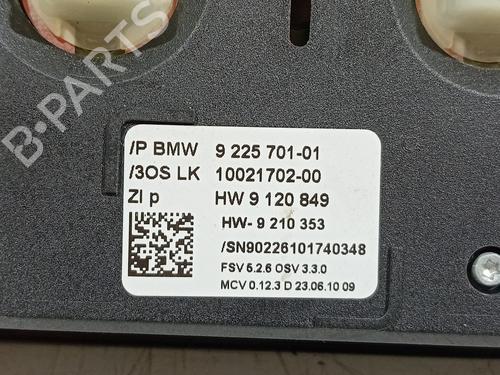 B-PARTS
/P BMW 9 225 701-01
/3OS LK 10021702-00
ZI p HW 9 120 849
HW- 9 210 353
/SN90226101740348
FSV 5.2.6 OSV 3.3.0
MCV 0.12.3 D 23.06.10 09